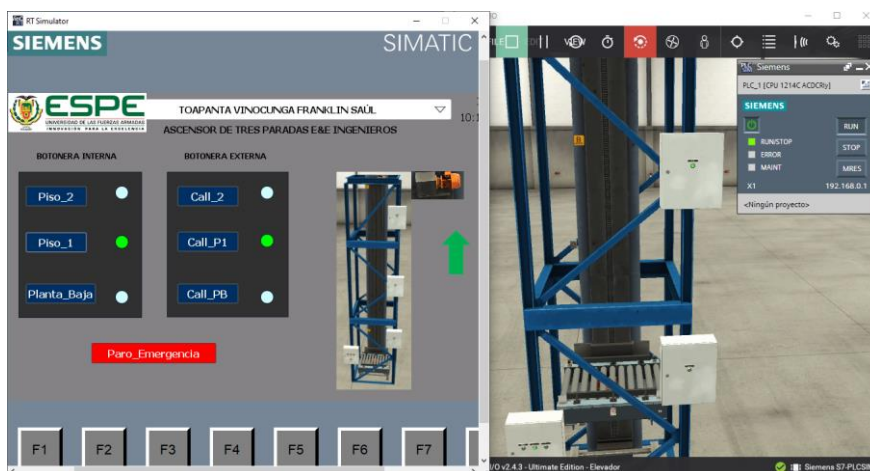 RT Simulator
SIEMENS
SIMATIC
ESPE
UNIVERSIDAD DE LAS FUERZAS ARMADAS
INNOVACIÓN PARA LA EXCELENCIA
TOAPANTA VINOCUNGA FRANKLIN SAÚL
10:1
ASCENSOR DE TRES PARADAS E&E INGENIEROS
BOTONERA INTERNA
BOTONERA EXTERNA
Piso_2
Call_2
Piso_1
Call_P1
Planta_Baja
Call_PB
Paro_Emergencia
F1
F2
F3
F4
F5
F6
F7
VIEW
Siemens
PLC_1 [CPU 1214C ACDCRly]
SIEMENS
RUN
RUN/STOP
STOP
ERROR
MAINT
MRES
X1
192.168.0.1
<Ningún proyecto>
I/O v2.4.3 - Ultimate Edition - Elevador
Siemens S7-PLCSIM